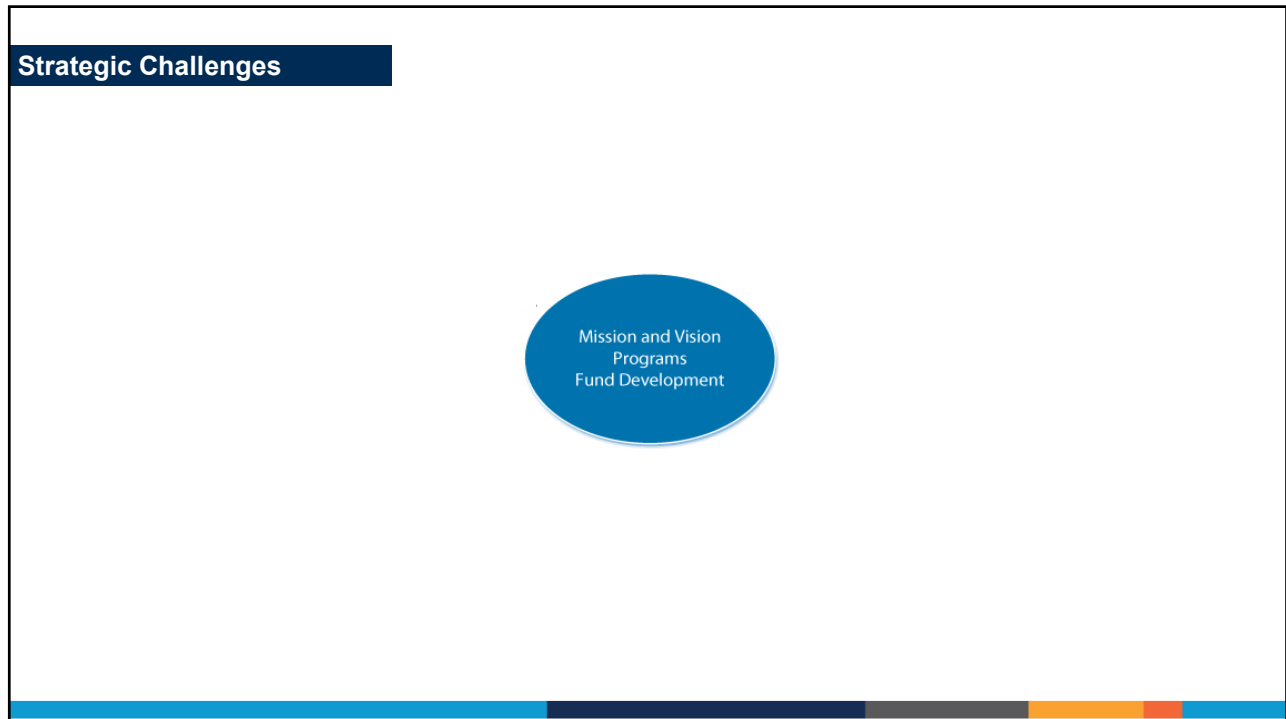 Strategic Challenges
Mission and Vision
Programs
Fund Development